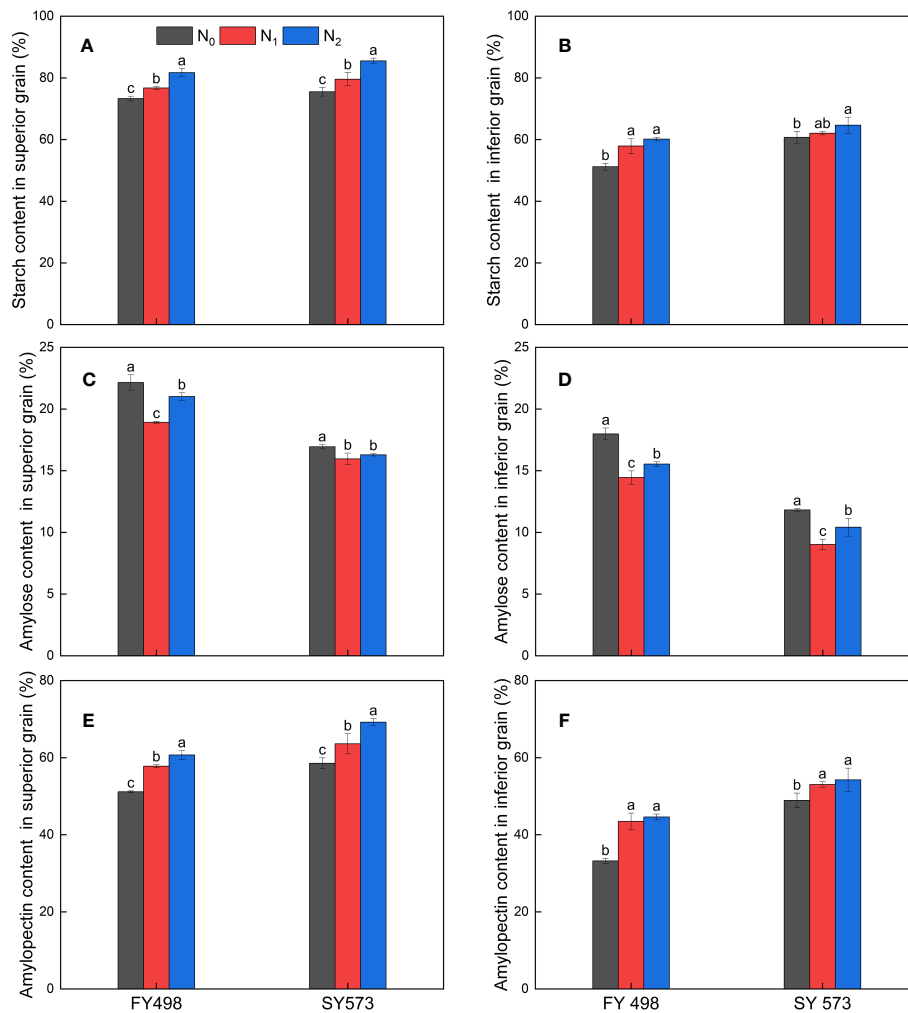 Starch content in superior grain (%)
100
80
60
40
20
0
A
N0 N1 N2
c b a
c b a
Starch content in inferior grain (%)
100
80
60
40
20
0
B
b a a
b ab a
Amylose content in superior grain (%)
25
20
15
10
5
0
C
a c b
a b b
Amylose content in inferior grain (%)
25
20
15
10
5
0
D
a c b
a c b
Amylopectin content in superior grain (%)
80
60
40
20
0
E
c b a
c b a
FY498 SY573
Amylopectin content in inferior grain (%)
80
60
40
20
0
F
b a a
b a a
FY 498 SY 573